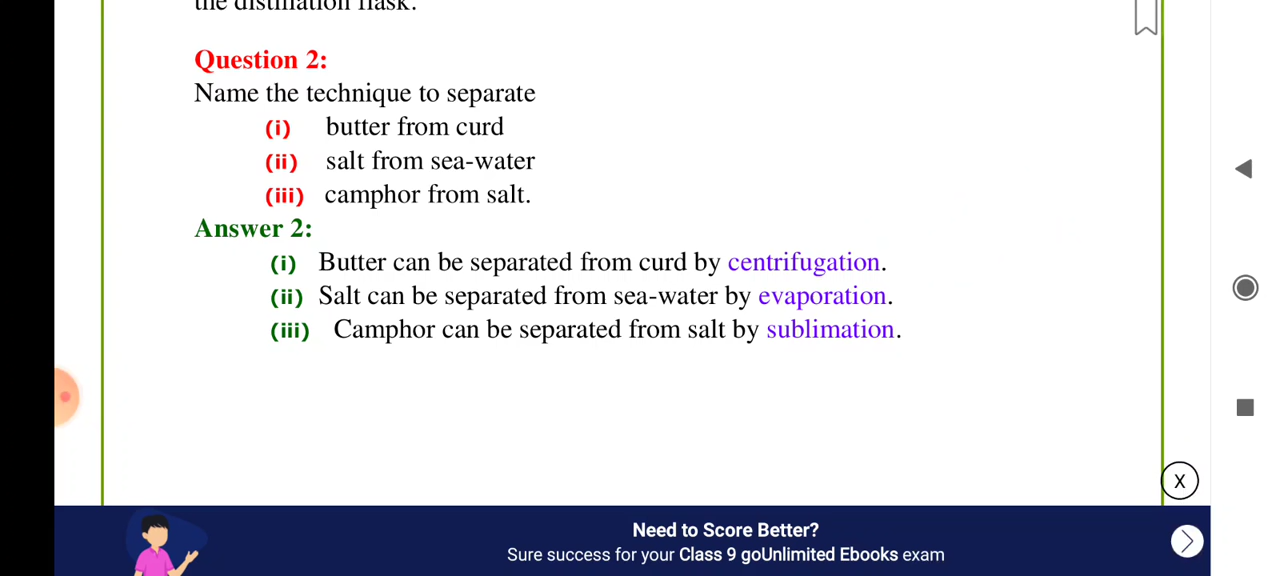 the distillation flask.
Question 2:
Name the technique to separate
(i) butter from curd
(ii) salt from sea-water
(iii) camphor from salt.
Answer 2:
(i) Butter can be separated from curd by centrifugation.
(ii) Salt can be separated from sea-water by evaporation.
(iii) Camphor can be separated from salt by sublimation.
X
Need to Score Better?
Sure success for your Class 9 goUnlimited Ebooks exam